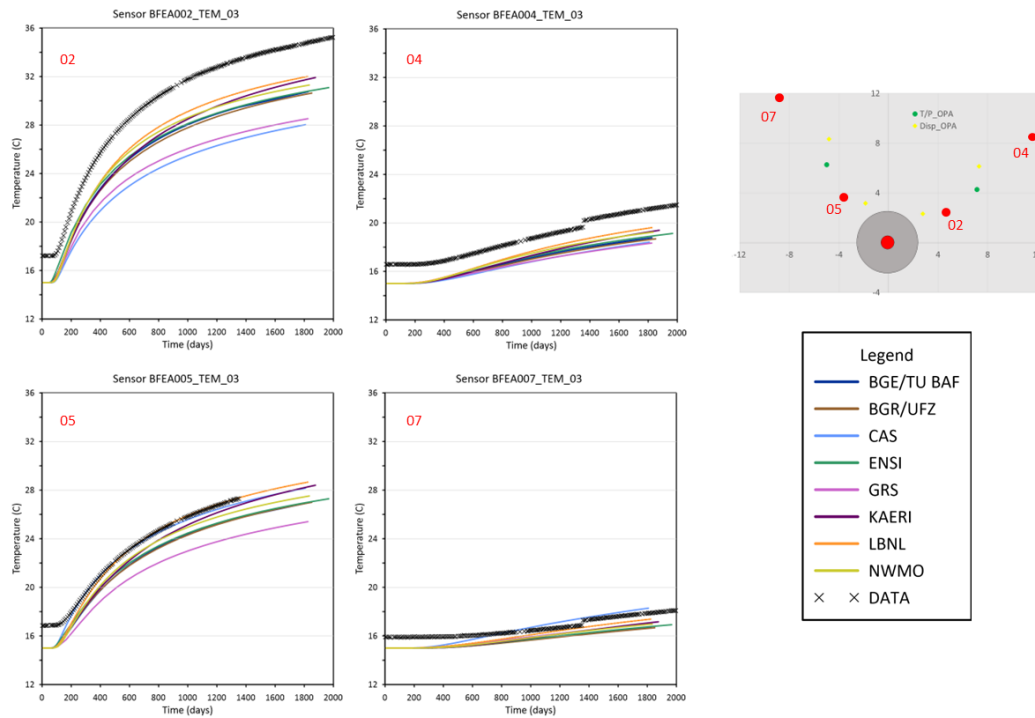 Sensor BFEA002_TEM_03
36
32
28
24
20
16
12
02
Temperature (C)
0 200 400 600 800 1000 1200 1400 1600 1800 2000
Time (days)
Sensor BFEA004_TEM_03
36
32
28
24
20
16
12
04
Temperature (C)
0 200 400 600 800 1000 1200 1400 1600 1800 2000
Time (days)
12
8
4
-4
-12 -8 -4 0 4 8 12
T/P_OPA
Disp_OPA
07
04
05
02
Sensor BFEA005_TEM_03
36
32
28
24
20
16
12
05
Temperature (C)
0 200 400 600 800 1000 1200 1400 1600 1800 2000
Time (days)
Sensor BFEA007_TEM_03
36
32
28
24
20
16
12
07
Temperature (C)
0 200 400 600 800 1000 1200 1400 1600 1800 2000
Time (days)
Legend
BGE/TU BAF
BGR/UFZ
CAS
ENSI
GRS
KAERI
LBNL
NWMO
DATA